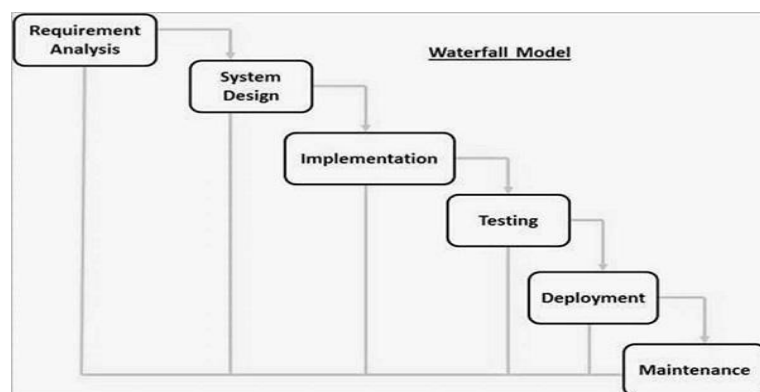 Requirement
Analysis
Waterfall Model
System
Design
Implementation
Testing
Deployment
Maintenance